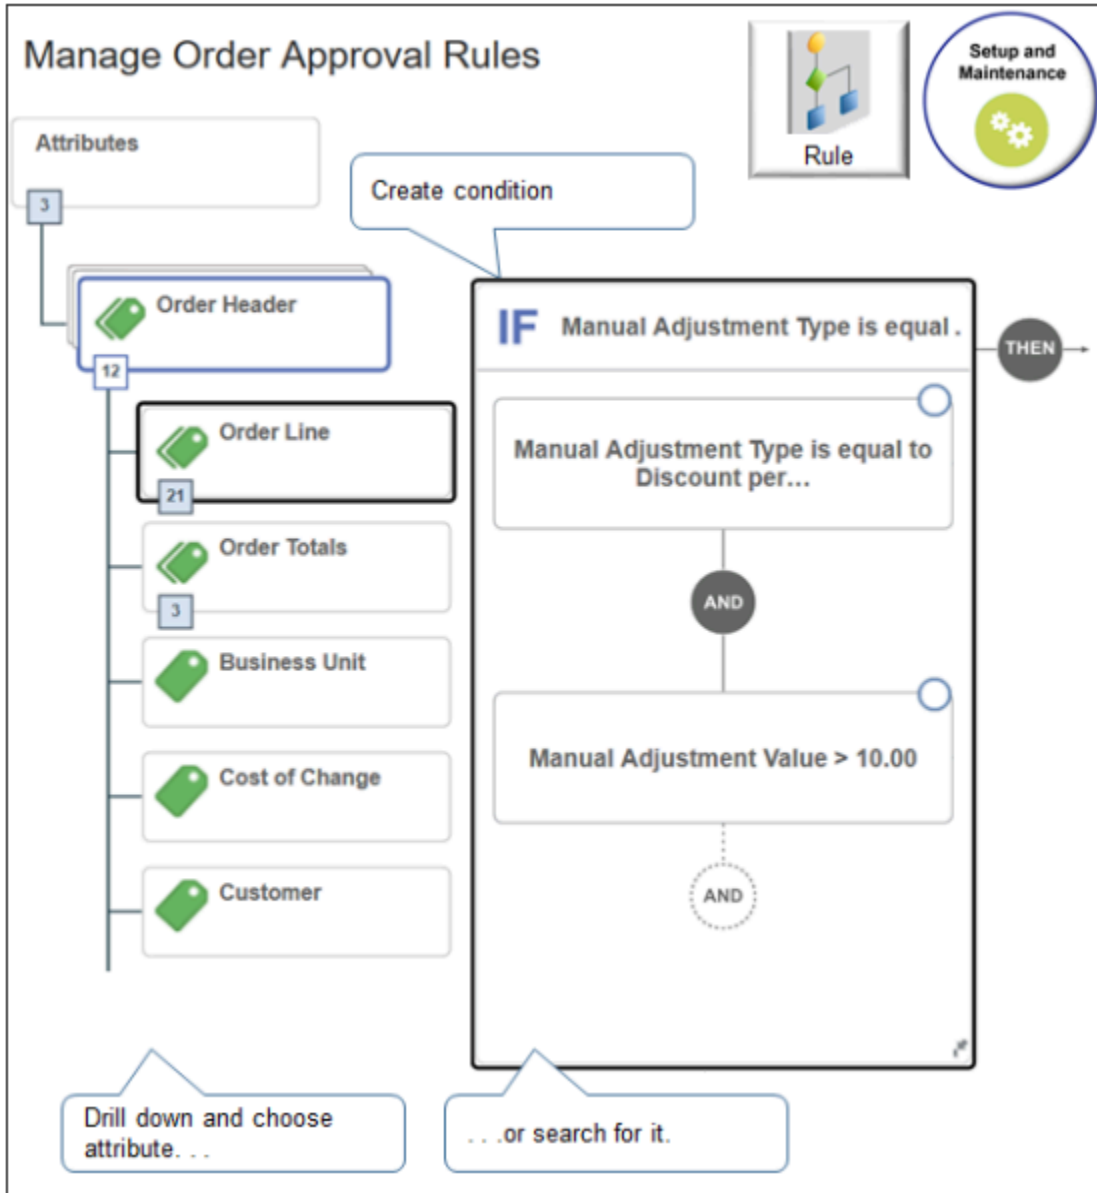 Manage Order Approval Rules
Rule
Setup and
Maintenance
Attributes
3
Create condition
Order Header
12
IF Manual Adjustment Type is equal .
THEN
Order Line
21
Manual Adjustment Type is equal to
Discount per...
Order Totals
3
AND
Business Unit
Manual Adjustment Value > 10.00
Cost of Change
AND
Customer
Drill down and choose
attribute. . .
. . .or search for it.